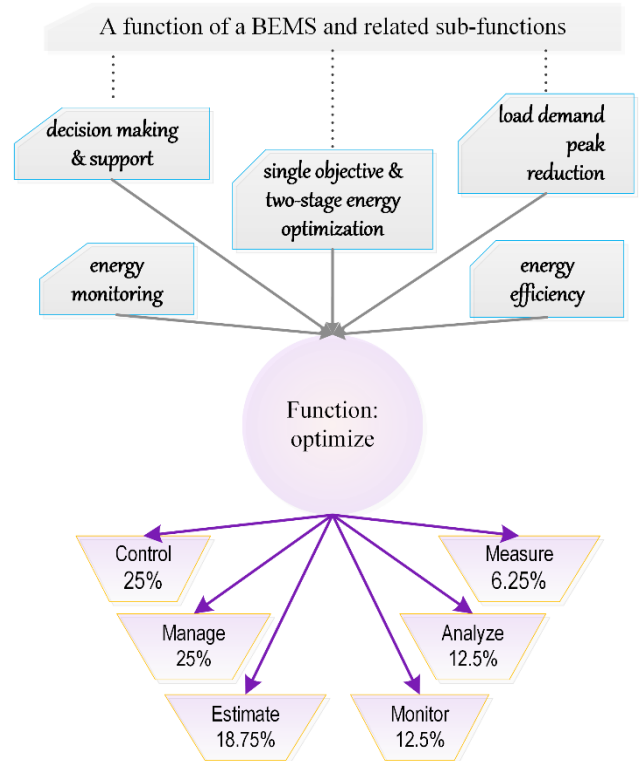 A function of a BEMS and related sub-functions
decision making
& support
single objective &
two-stage energy
optimization
load demand
peak
reduction
energy
monitoring
energy
efficiency
Function:
optimize
Control
25%
Measure
6.25%
Manage
25%
Analyze
12.5%
Estimate
18.75%
Monitor
12.5%